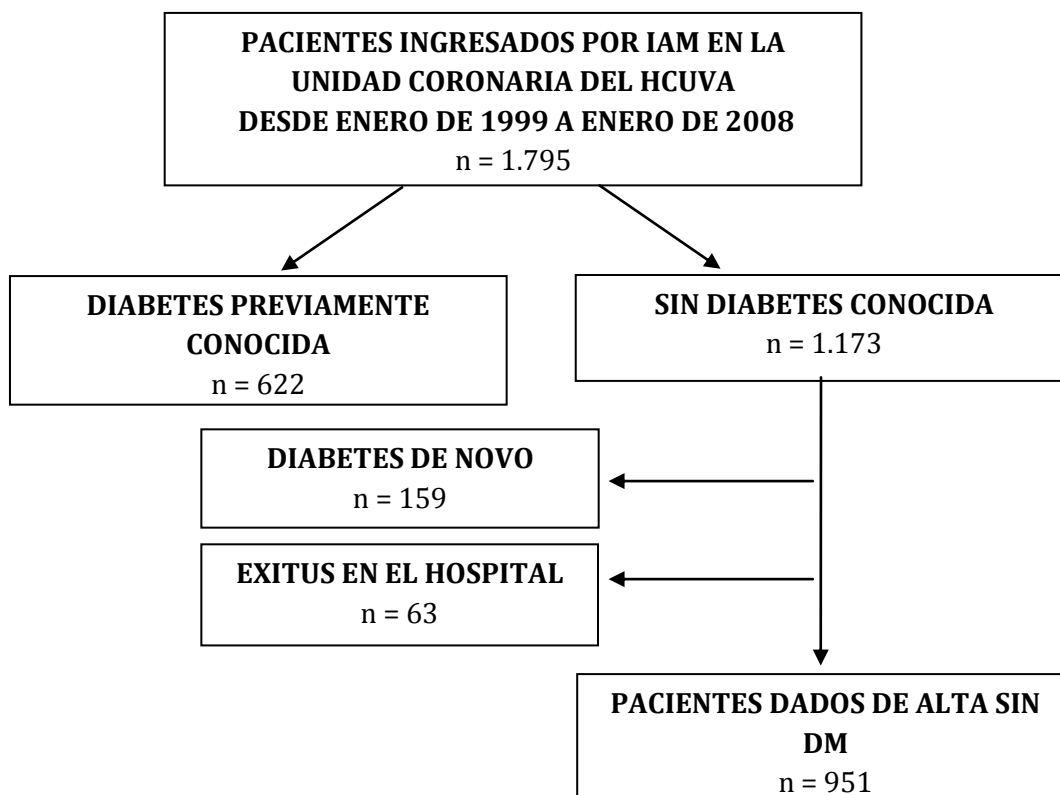 PACIENTES INGRESADOS POR IAM EN LA
UNIDAD CORONARIA DEL HCUVA
DESDE ENERO DE 1999 A ENERO DE 2008
n = 1.795
DIABETES PREVIAMENTE
CONOCIDA
n = 622
SIN DIABETES CONOCIDA
n = 1.173
DIABETES DE NOVO
n = 159
EXITUS EN EL HOSPITAL
n = 63
PACIENTES DADOS DE ALTA SIN
DM
n = 951